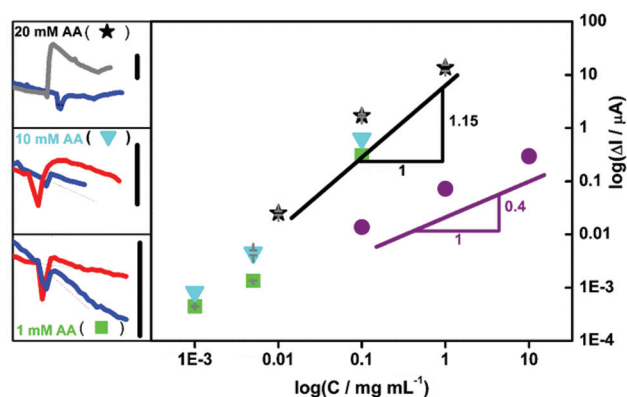 20 mM AA ( ★ )
10 mM AA ( ▼ )
1 mM AA ( ■ )
1.15
1
0.4
1
100
10
1
0.1
0.01
1E-3
1E-4
log(ΔI / μA)
1E-3
0.01
0.1
1
10
log(C / mg mL⁻¹)